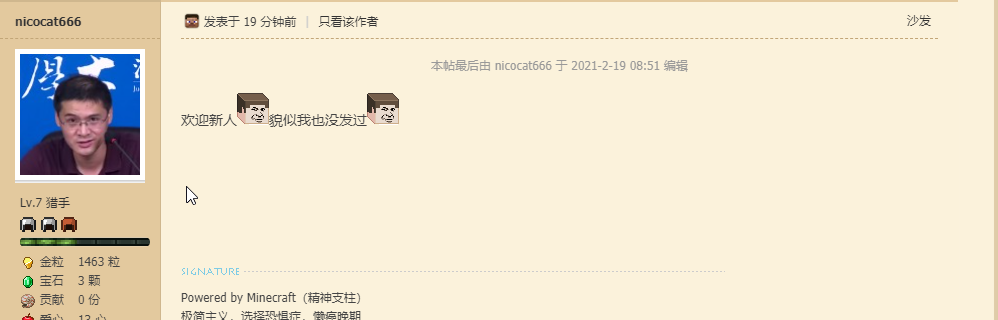 nicocat666
发表于 19 分钟前 | 只看该作者
沙发
本帖最后由 nicocat666 于 2021-2-19 08:51 编辑
欢迎新人貌似我也没发过
Lv.7 猎手
金粒 1463 粒
宝石 3 颗
贡献 0 份
爱心 13 心
SIGNATURE
Powered by Minecraft（精神支柱）
极简主义，选择恐惧症，懒癌晚期